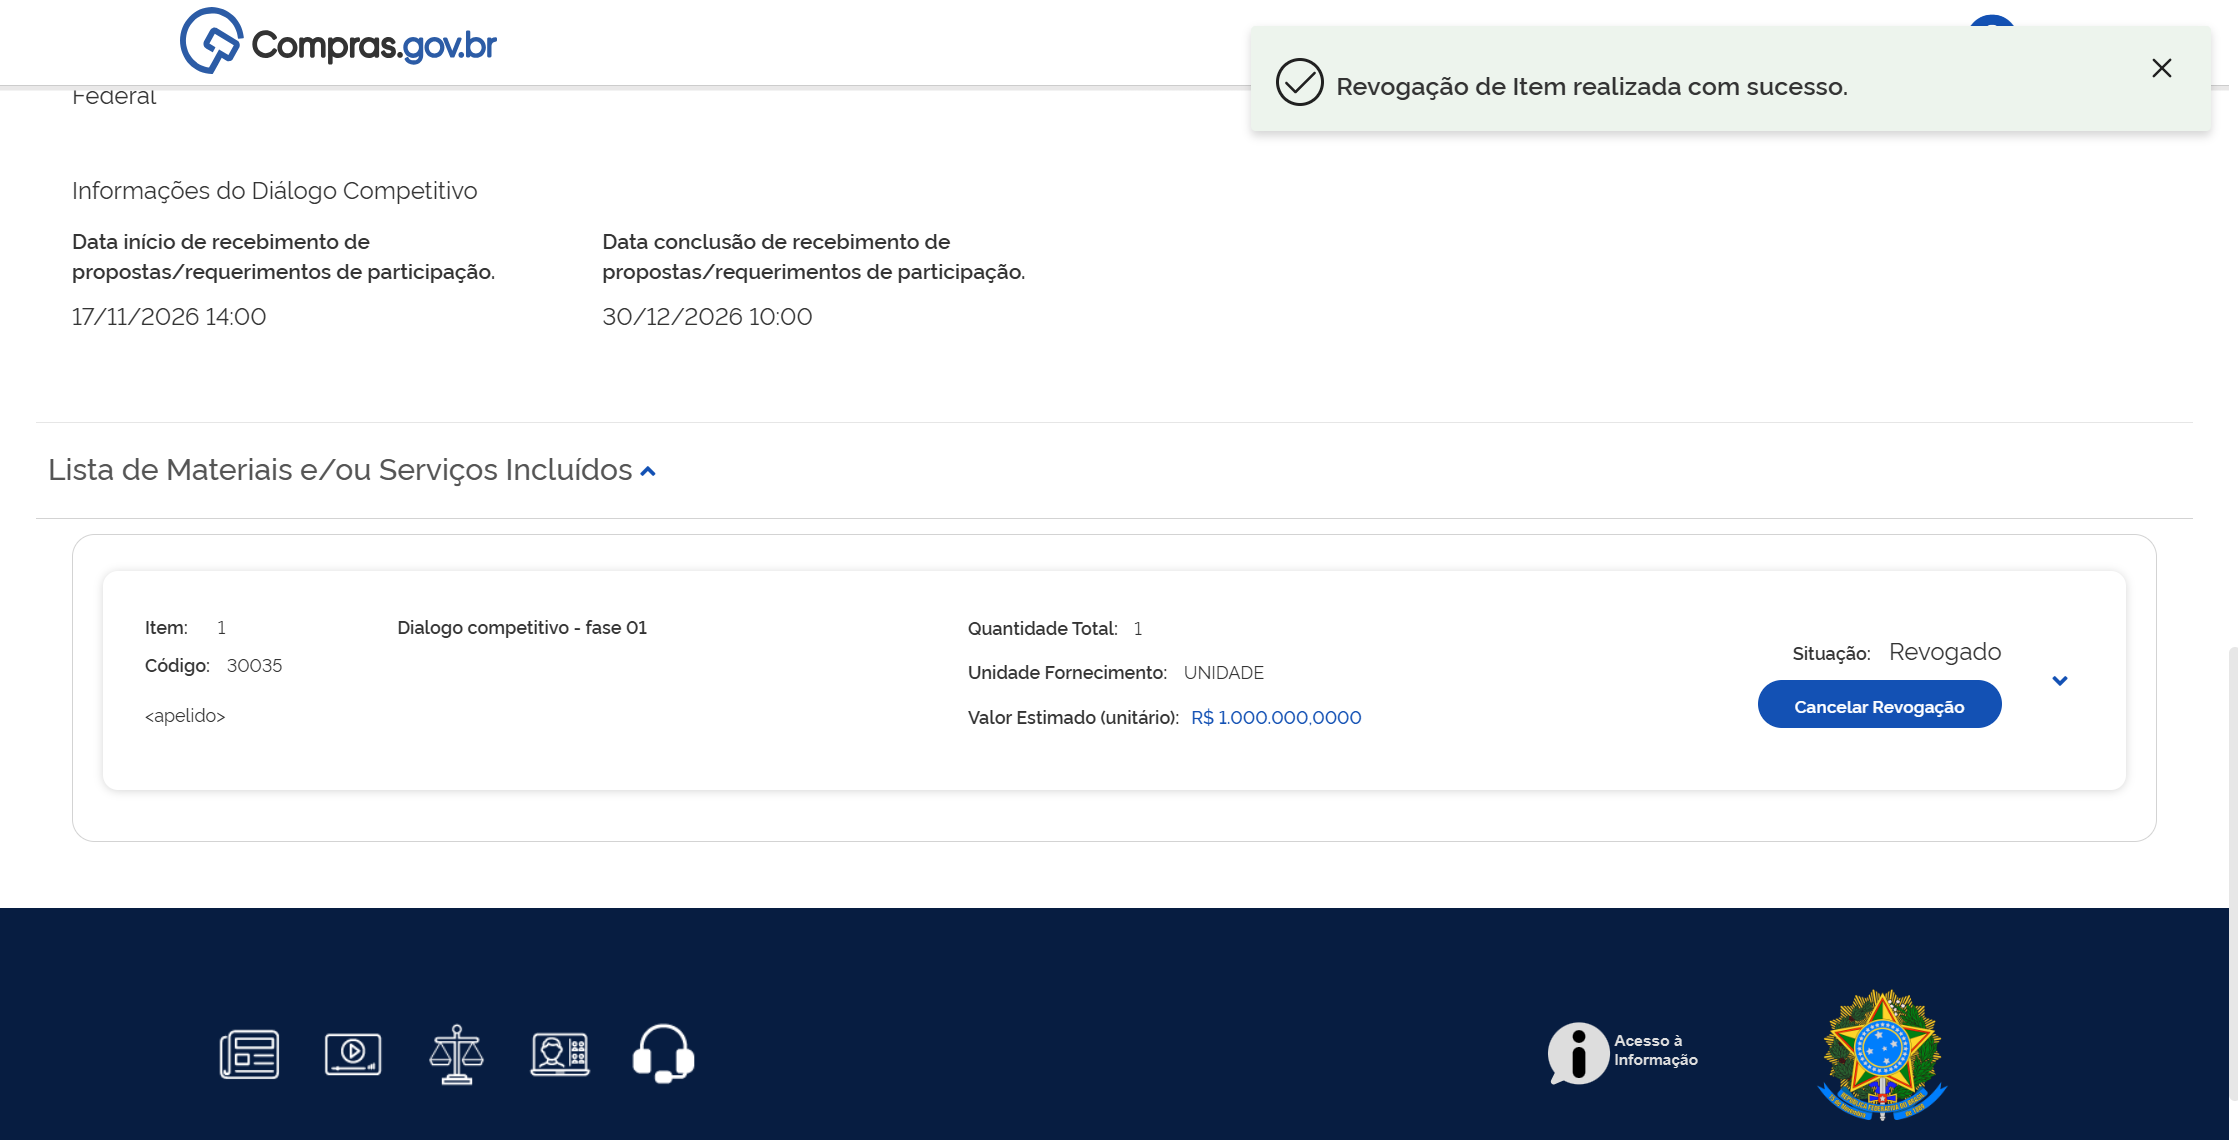 Compras.gov.br
Revogação de Item realizada com sucesso.
Federal
Informações do Diálogo Competitivo
Data início de recebimento de
propostas/requerimentos de participação.
17/11/2026 14:00
Data conclusão de recebimento de
propostas/requerimentos de participação.
30/12/2026 10:00
Lista de Materiais e/ou Serviços Incluídos
Item: 1
Código: 30035
<apelido>
Dialogo competitivo - fase 01
Quantidade Total: 1
Unidade Fornecimento: UNIDADE
Valor Estimado (unitário): R$ 1.000.000,0000
Situação: Revogado
Cancelar Revogação
Acesso à
Informação